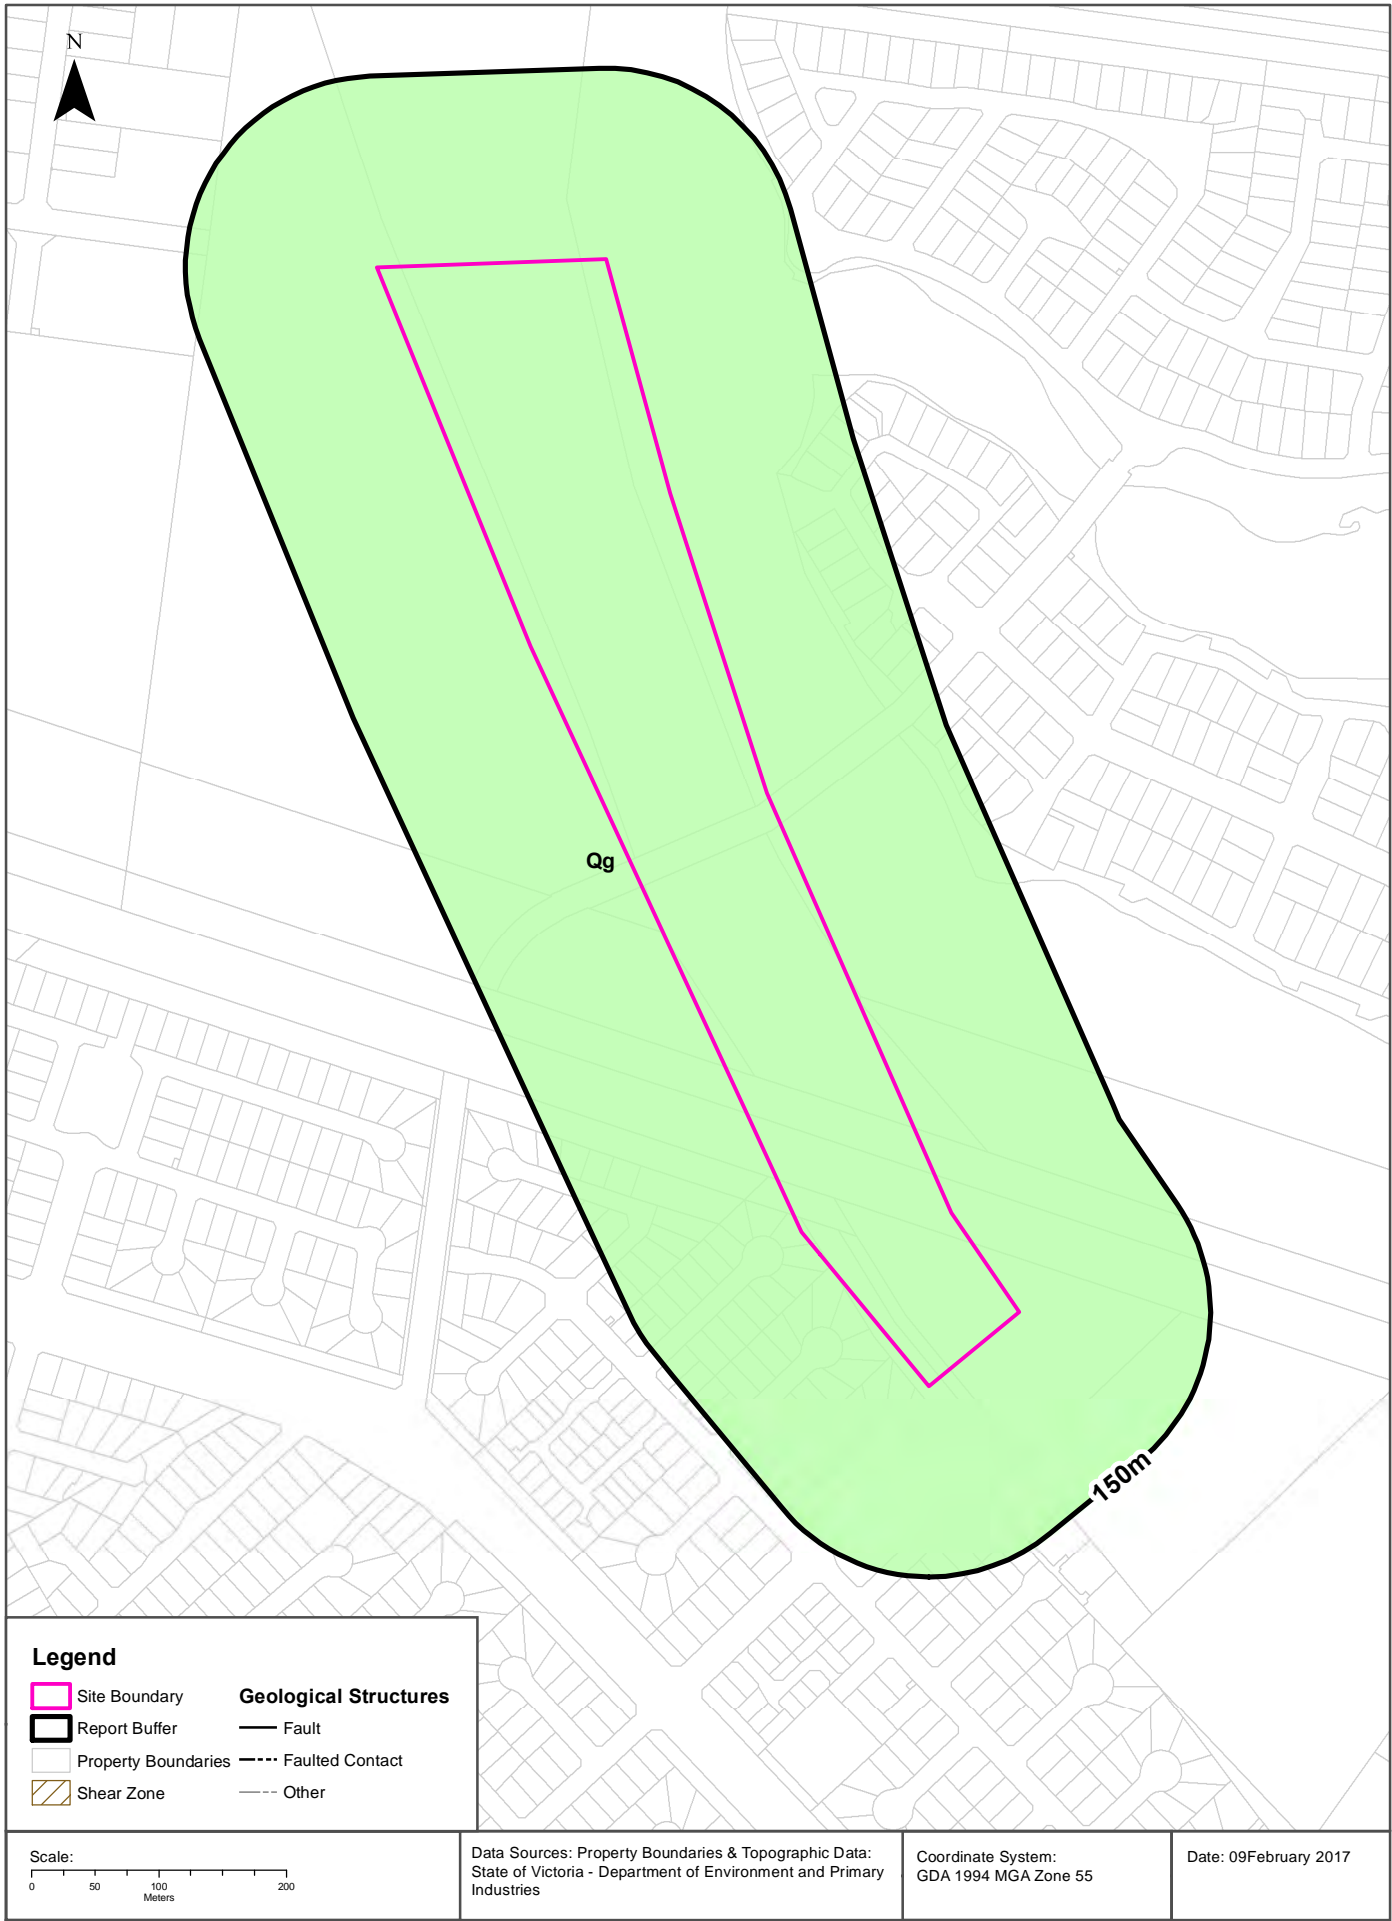 N
Qg
150m
Legend
Site Boundary
Report Buffer
Property Boundaries
Shear Zone
Geological Structures
Fault
Faulted Contact
Other
Scale:
0 50 100 200
Meters
Data Sources: Property Boundaries & Topographic Data:
State of Victoria - Department of Environment and Primary
Industries
Coordinate System:
GDA 1994 MGA Zone 55
Date: 09February 2017